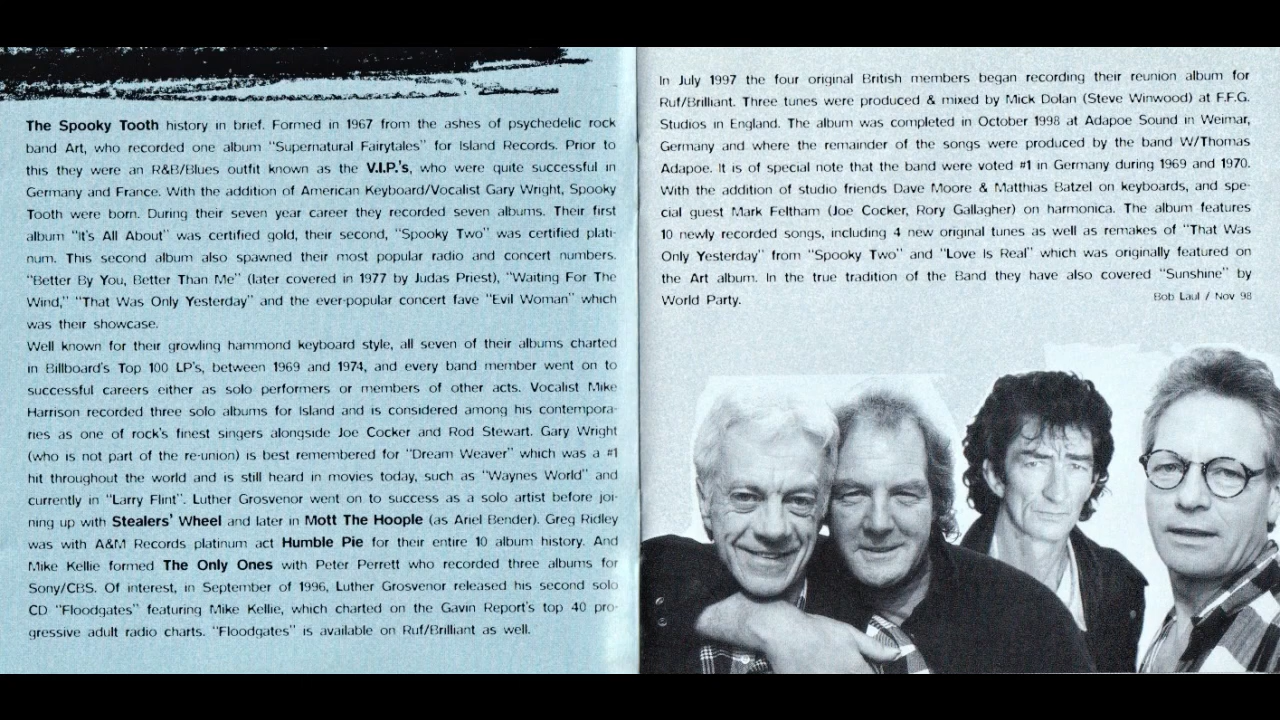 The Spooky Tooth history in brief. Formed in 1967 from the ashes of psychedelic rock
band Art, who recorded one album "Supernatural Fairytales" for Island Records. Prior to
this they were an R&B/Blues outfit known as the V.I.P.'s, who were quite successful in
Germany and France. With the addition of American Keyboard/Vocalist Gary Wright, Spooky
Tooth were born. During their seven year career they recorded seven albums. Their first
album "It's All About" was certified gold, their second, "Spooky Two" was certified plati-
num. This second album also spawned their most popular radio and concert numbers.
"Better By You, Better Than Me" (later covered in 1977 by Judas Priest), "Waiting For The
Wind," "That Was Only Yesterday" and the ever-popular concert fave "Evil Woman" which
was their showcase.
Well known for their growling hammond keyboard style, all seven of their albums charted
in Billboard's Top 100 LP's, between 1969 and 1974, and every band member went on to
successful careers either as solo performers or members of other acts. Vocalist Mike
Harrison recorded three solo albums for Island and is considered among his contempora-
ries as one of rock's finest singers alongside Joe Cocker and Rod Stewart. Gary Wright
(who is not part of the re-union) is best remembered for "Dream Weaver" which was a #1
hit throughout the world and is still heard in movies today, such as "Waynes World" and
currently in "Larry Flint". Luther Grosvenor went on to success as a solo artist before joi-
ning up with Stealers' Wheel and later in Mott The Hoople (as Ariel Bender). Greg Ridley
was with A&M Records platinum act Humble Pie for their entire 10 album history. And
Mike Kellie formed The Only Ones with Peter Perrett who recorded three albums for
Sony/CBS. Of interest, in September of 1996, Luther Grosvenor released his second solo
CD "Floodgates" featuring Mike Kellie, which charted on the Gavin Report's top 40 pro-
gressive adult radio charts. "Floodgates" is available on Ruf/Brilliant as well.
In July 1997 the four original British members began recording their reunion album for
Ruf/Brilliant. Three tunes were produced & mixed by Mick Dolan (Steve Winwood) at F.F.G.
Studios in England. The album was completed in October 1998 at Adapoe Sound in Weimar,
Germany and where the remainder of the songs were produced by the band W/Thomas
Adapoe. It is of special note that the band were voted #1 in Germany during 1969 and 1970.
With the addition of studio friends Dave Moore & Matthias Batzel on keyboards, and spe-
cial guest Mark Feltham (Joe Cocker, Rory Gallagher) on harmonica. The album features
10 newly recorded songs, including 4 new original tunes as well as remakes of "That Was
Only Yesterday" from "Spooky Two" and "Love Is Real" which was originally featured on
the Art album. In the true tradition of the Band they have also covered "Sunshine" by
World Party.
Bob Laul / Nov 98